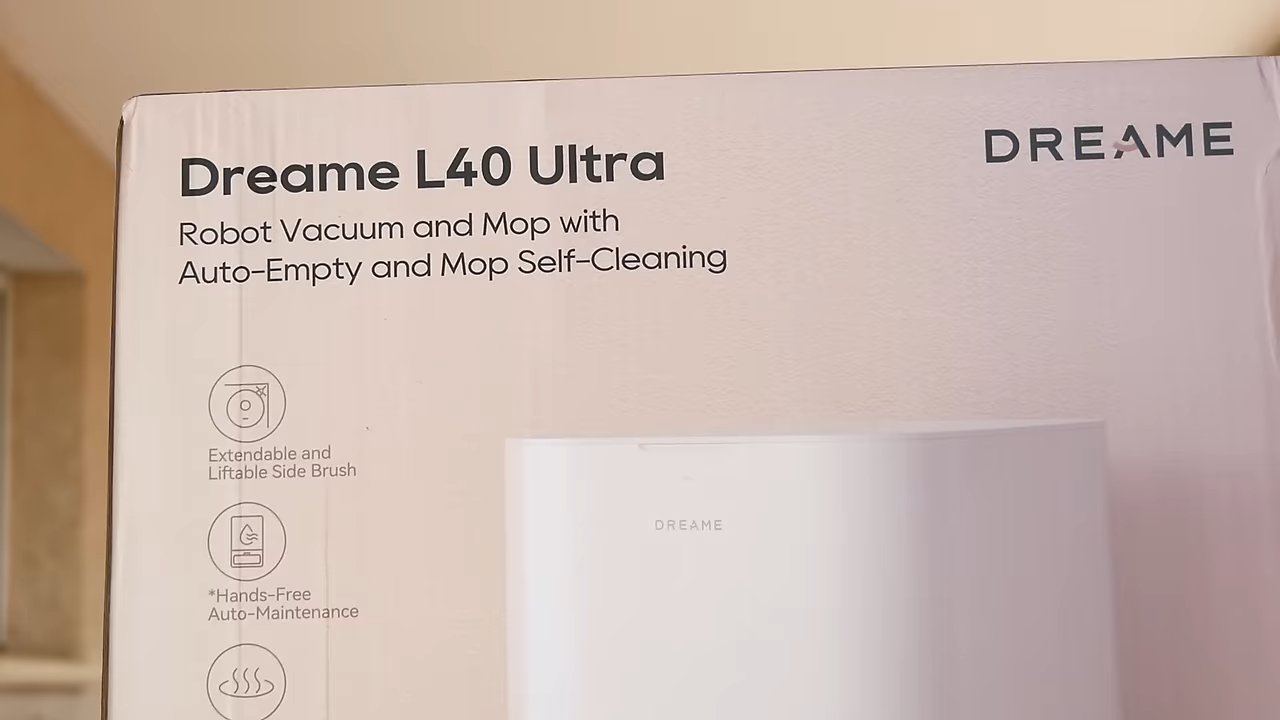 Dreame L40 Ultra
DREAME
Robot Vacuum and Mop with
Auto-Empty and Mop Self-Cleaning
Extendable and
Liftable Side Brush
DREAME
*Hands-Free
Auto-Maintenance